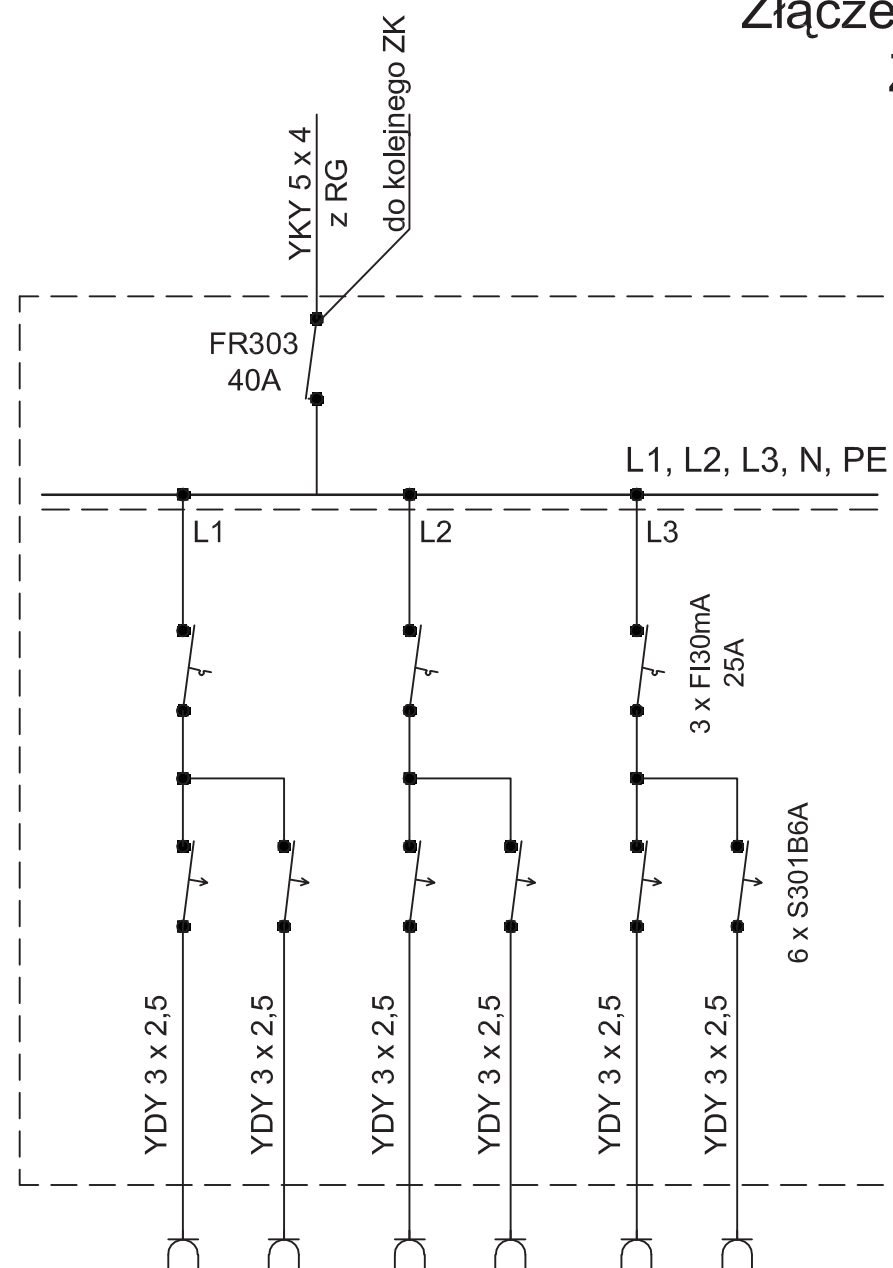 Złącze
do kolejnego ZK
YKY 5 x 4
z RG
FR303
40A
L1, L2, L3, N, PE
L1
L2
L3
3 x FI30mA
25A
6 x S301B6A
YDY 3 x 2,5
YDY 3 x 2,5
YDY 3 x 2,5
YDY 3 x 2,5
YDY 3 x 2,5
YDY 3 x 2,5